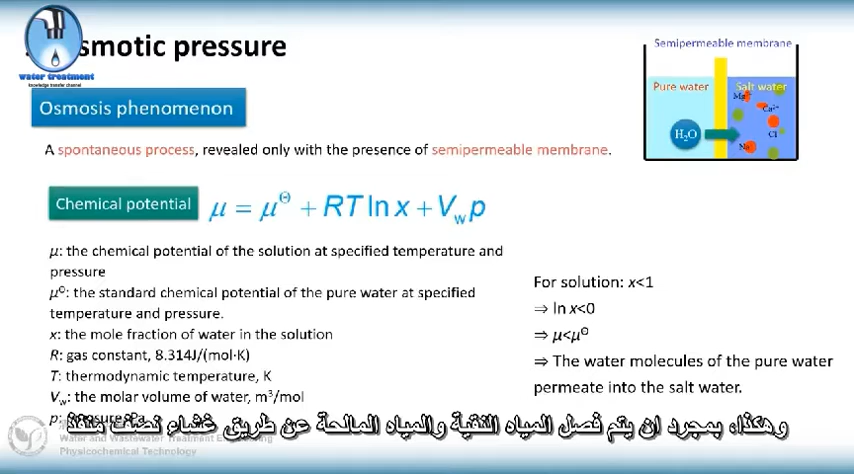 smotic pressure
water treatment
knowledge transfer channel
Osmosis phenomenon
A spontaneous process, revealed only with the presence of semipermeable membrane.
Semipermeable membrane
Pure water
Salt water
H₂O
Ca²⁺
Chemical potential
μ = μ^Θ + RT ln x + V_w p
μ: the chemical potential of the solution at specified temperature and
pressure
μ^Θ: the standard chemical potential of the pure water at specified
temperature and pressure.
x: the mole fraction of water in the solution
R: gas constant, 8.314J/(mol·K)
T: thermodynamic temperature, K
V_w: the molar volume of water, m³/mol
For solution: x<1
⇒ ln x<0
⇒ μ<μ^Θ
⇒ The water molecules of the pure water
permeate into the salt water.
وهكذا، بمجرد ان يتم فصل المياه النقية والمياه المالحة عن طريق غشاء نصف منفذ
Water and Wastewater Treatment Engineering
Physicochemical Technology